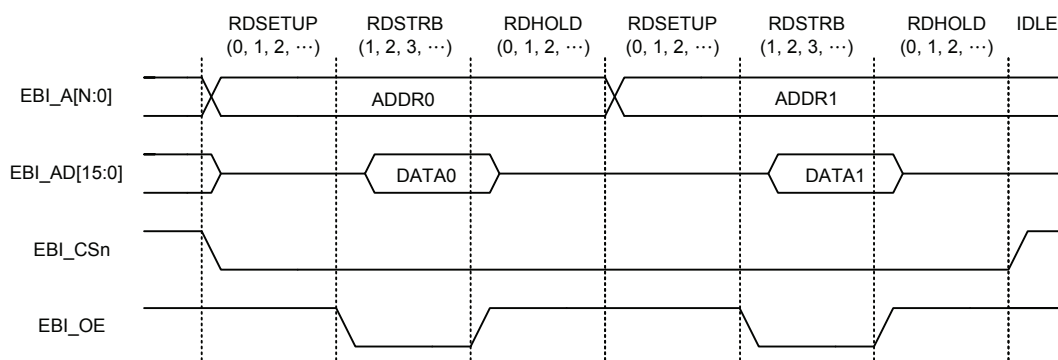 RDSETUP RDSTRB RDHOLD RDSETUP RDSTRB RDHOLD IDLE
(0, 1, 2, …) (1, 2, 3, …) (0, 1, 2, …) (0, 1, 2, …) (1, 2, 3, …) (0, 1, 2, …)
EBI_A[N:0] ADDR0 ADDR1
EBI_AD[15:0] DATA0 DATA1
EBI_CSn
EBI_OE